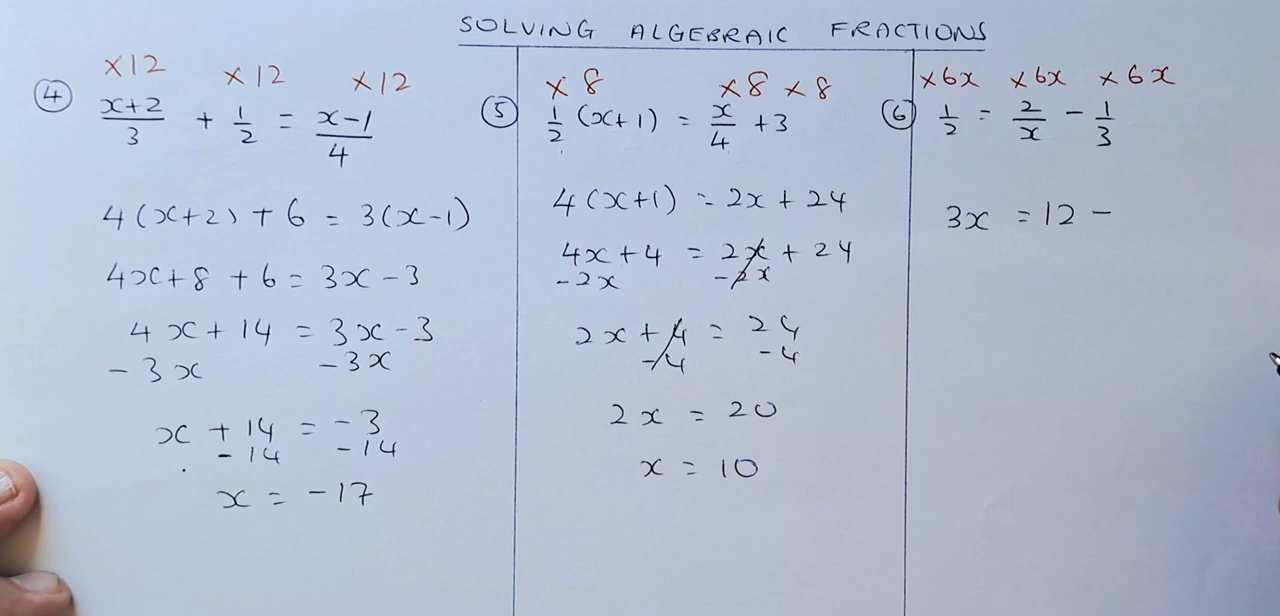 SOLVING ALGEBRAIC FRACTIONS
×12 ×12 ×12
④ (x+2)/3 + 1/2 = (x-1)/4
4(x+2) + 6 = 3(x-1)
4x+8 + 6 = 3x - 3
4x + 14 = 3x - 3
- 3x - 3x
x + 14 = -3
- 14 - 14
x = -17
× 8 ×8 ×8
⑤ 1/2 (x+1) = x/4 + 3
4(x+1) = 2x + 24
4x + 4 = 2x + 24
-2x -2x
2x + 4 = 24
-4 -4
2x = 20
x = 10
×6x ×6x ×6x
⑥ 1/2 = 2/x - 1/3
3x = 12 -